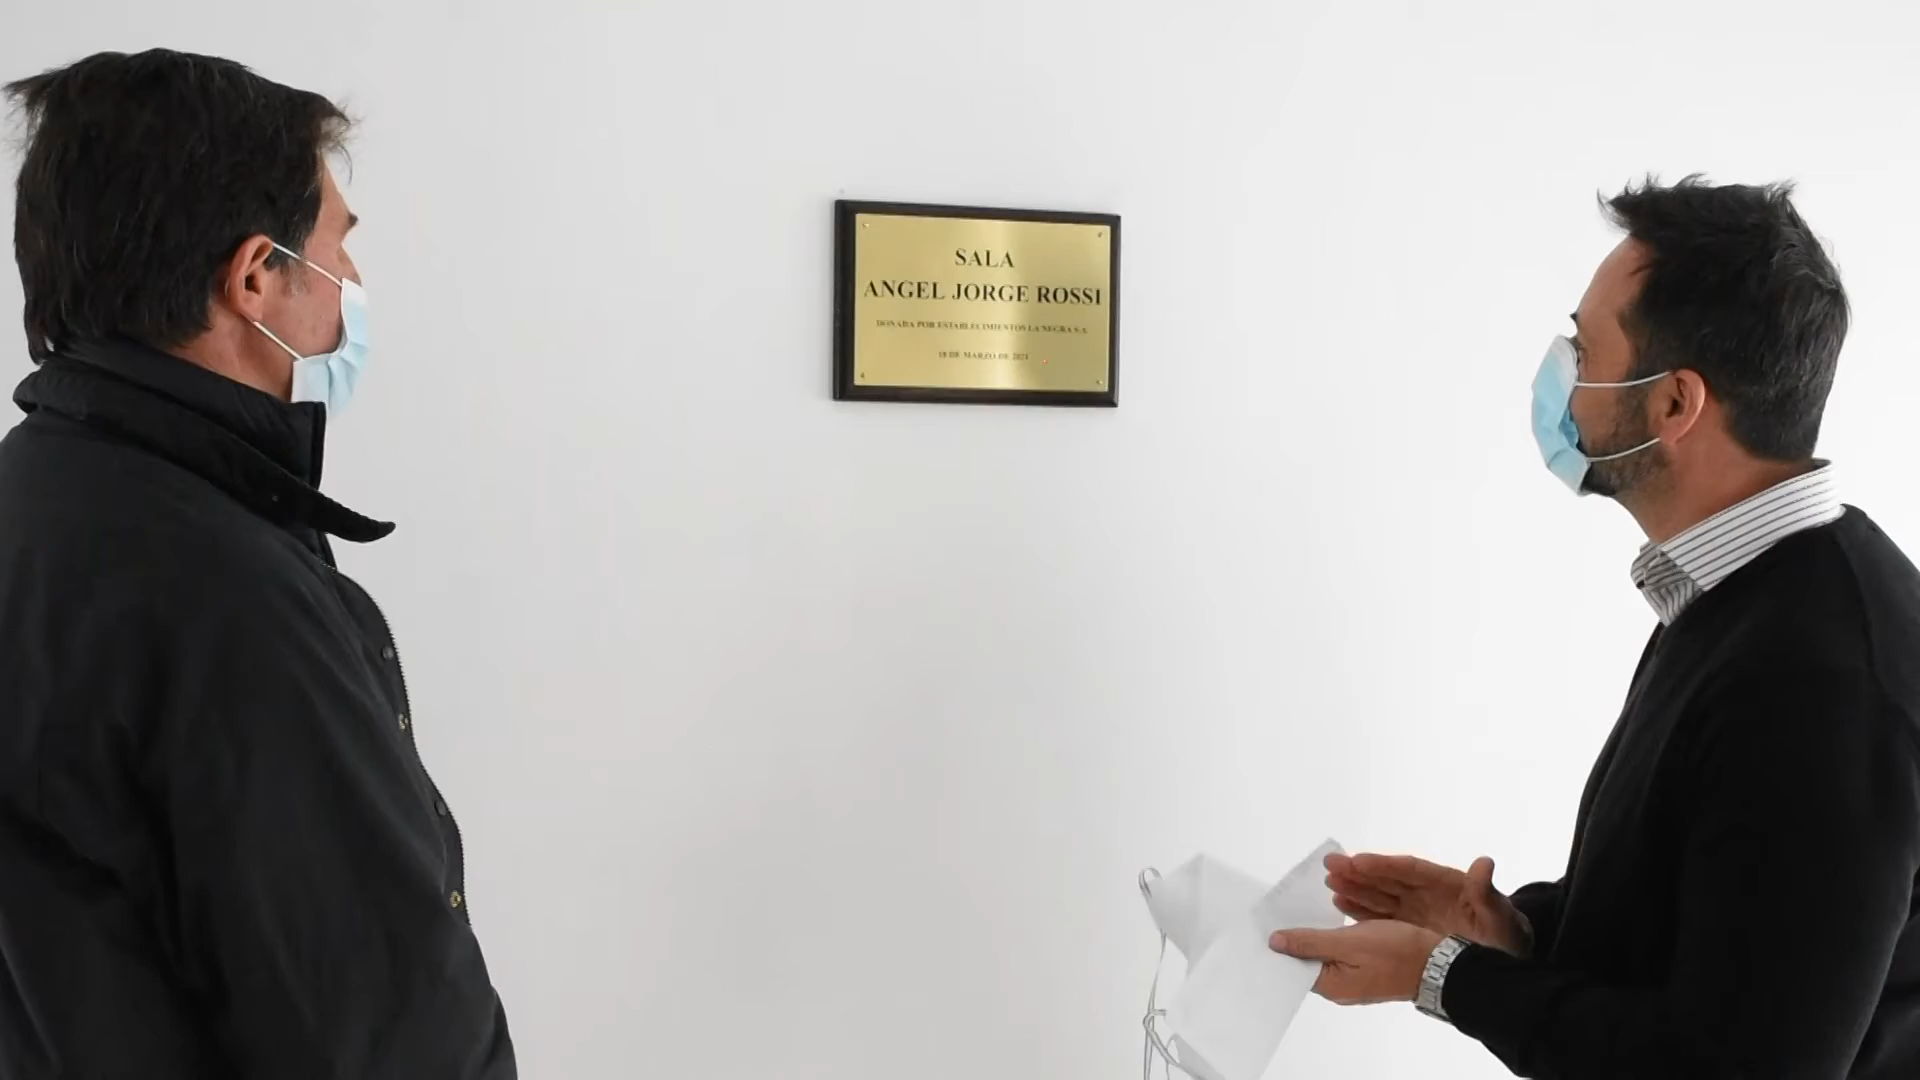 SALA
ANGEL JORGE ROSSI
DONADA POR ESTABLECIMIENTOS LA NEGRA S.A.
18 DE MARZO DE 2021